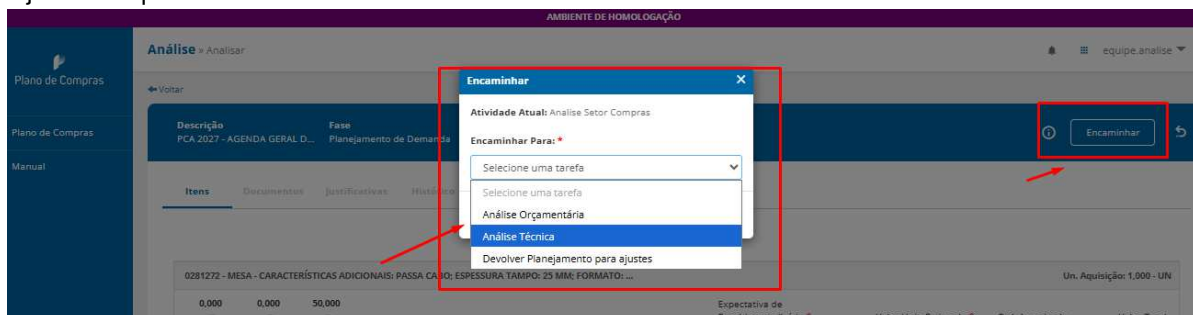 AMBIENTE DE HOMOLOGAÇÃO
Plano de Compras
Análise » Analisar
equipe.analise
Voltar
Encaminhar
Atividade Atual: Analise Setor Compras
Descrição
Fase
PCA 2027 - AGENDA GERAL D...
Planejamento de Demanda
Encaminhar Para: *
Encaminhar
Plano de Compras
Manual
Selecione uma tarefa
Selecione uma tarefa
Análise Orçamentária
Análise Técnica
Devolver Planejamento para ajustes
Itens
Documentos
Justificativas
Histórico
0281272 - MESA - CARACTERÍSTICAS ADICIONAIS: PASSA CABO; ESPESSURA TAMPO: 25 MM; FORMATO: ...
Un. Aquisição: 1,000 - UN
0,000 0,000 50,000
Expectativa de